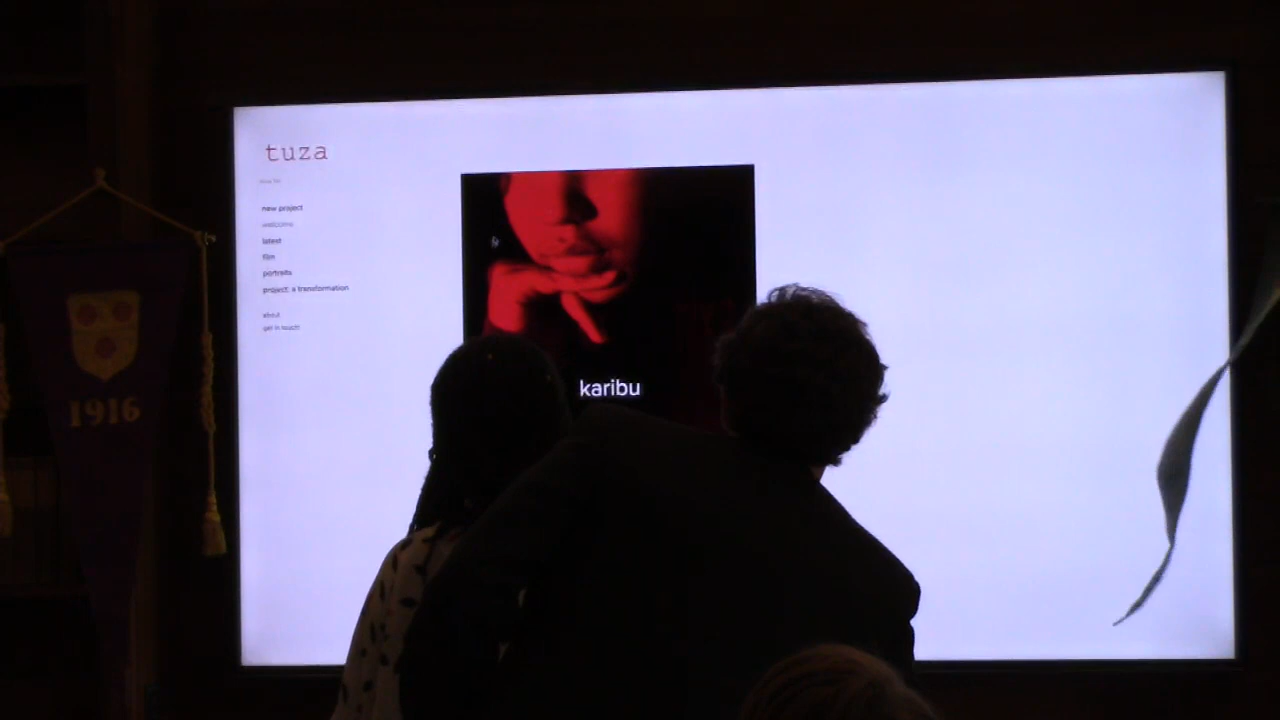 tuza
new project
welcome
latest
film
portraits
project: a transformation
about
get in touch!
karibu
1916